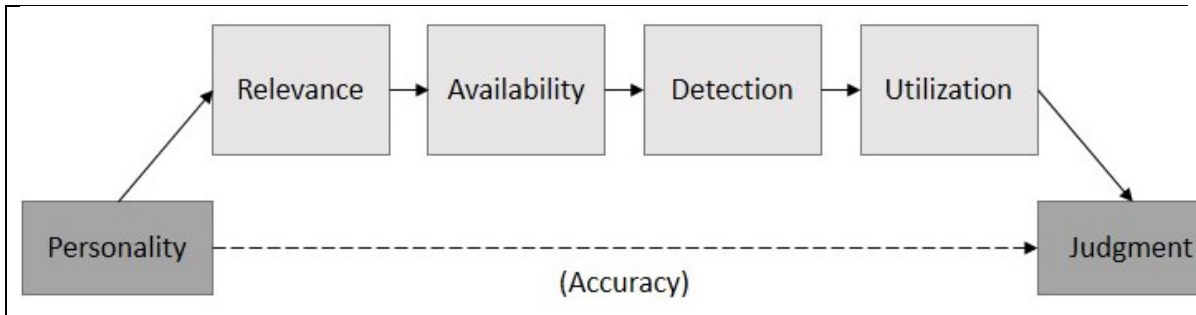 Relevance
Availability
Detection
Utilization
Personality
Judgment
(Accuracy)